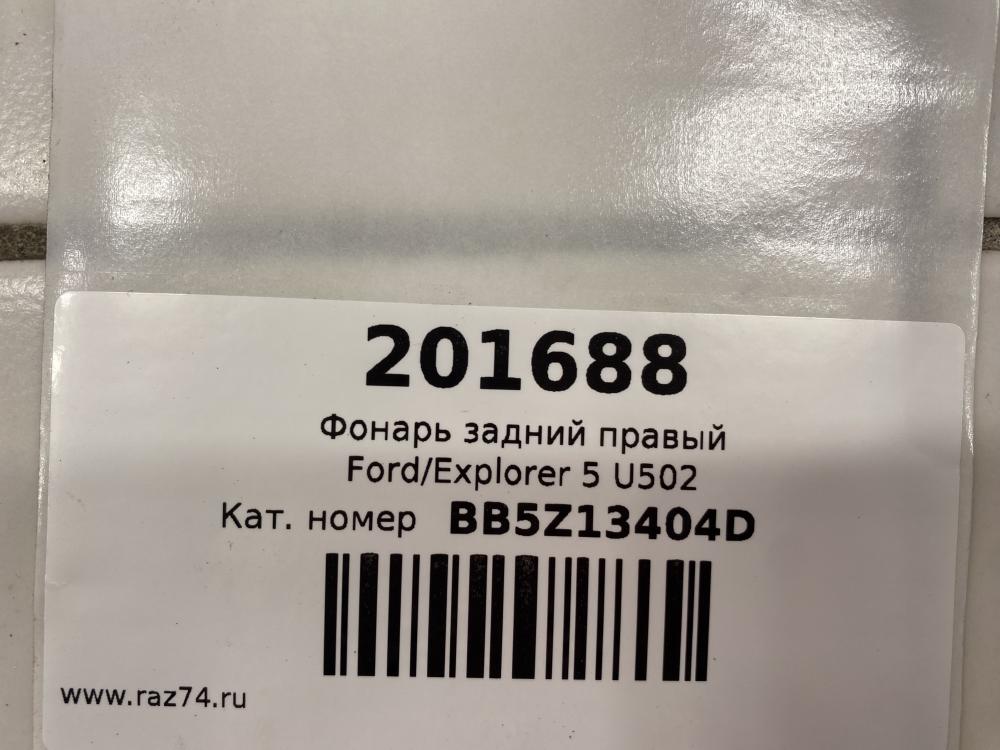 201688
Фонарь задний правый
Ford/Explorer 5 U502
Кат. номер BB5Z13404D
www.raz74.ru